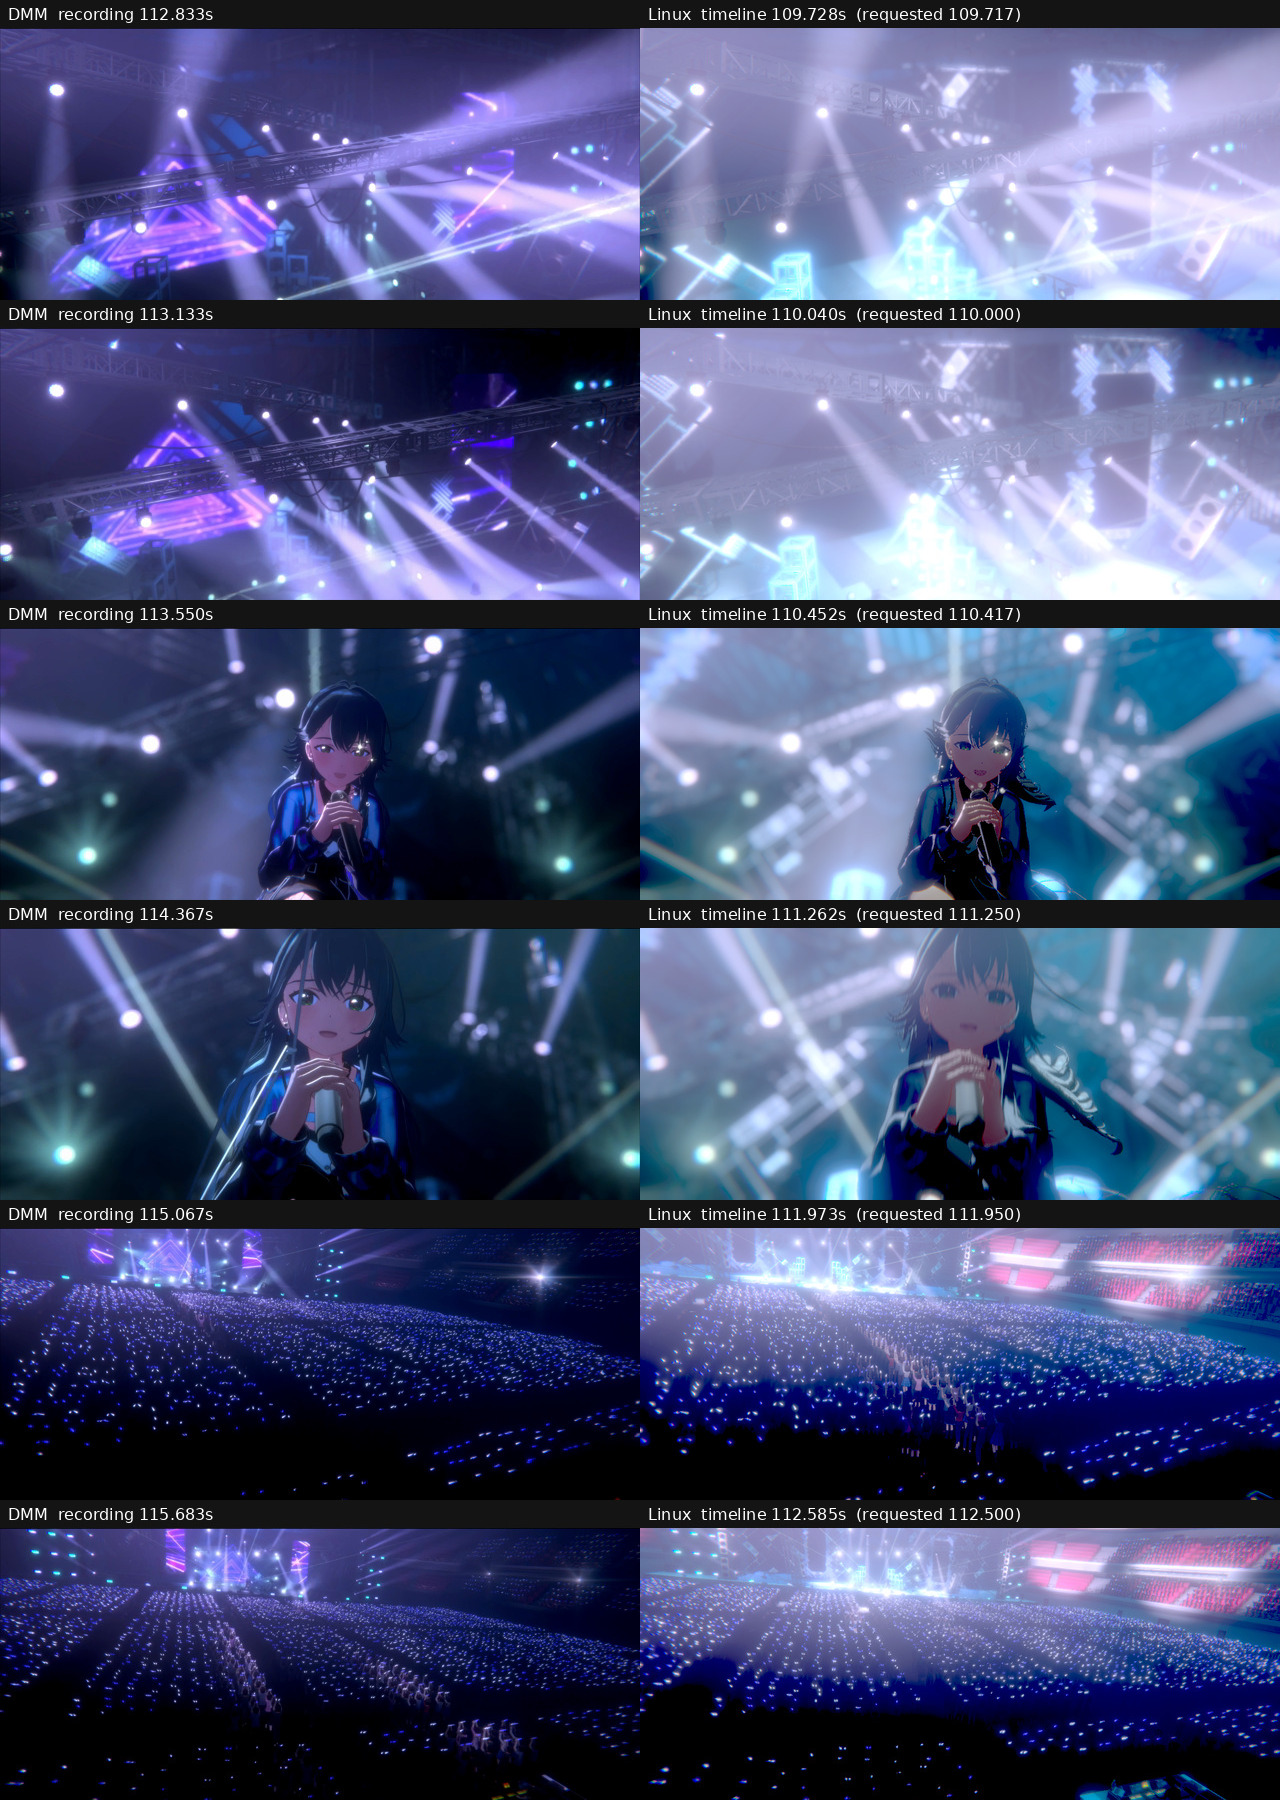 DMM  recording 112.833s
Linux  timeline 109.728s  (requested 109.717)
DMM  recording 113.133s
Linux  timeline 110.040s  (requested 110.000)
DMM  recording 113.550s
Linux  timeline 110.452s  (requested 110.417)
DMM  recording 114.367s
Linux  timeline 111.262s  (requested 111.250)
DMM  recording 115.067s
Linux  timeline 111.973s  (requested 111.950)
DMM  recording 115.683s
Linux  timeline 112.585s  (requested 112.500)